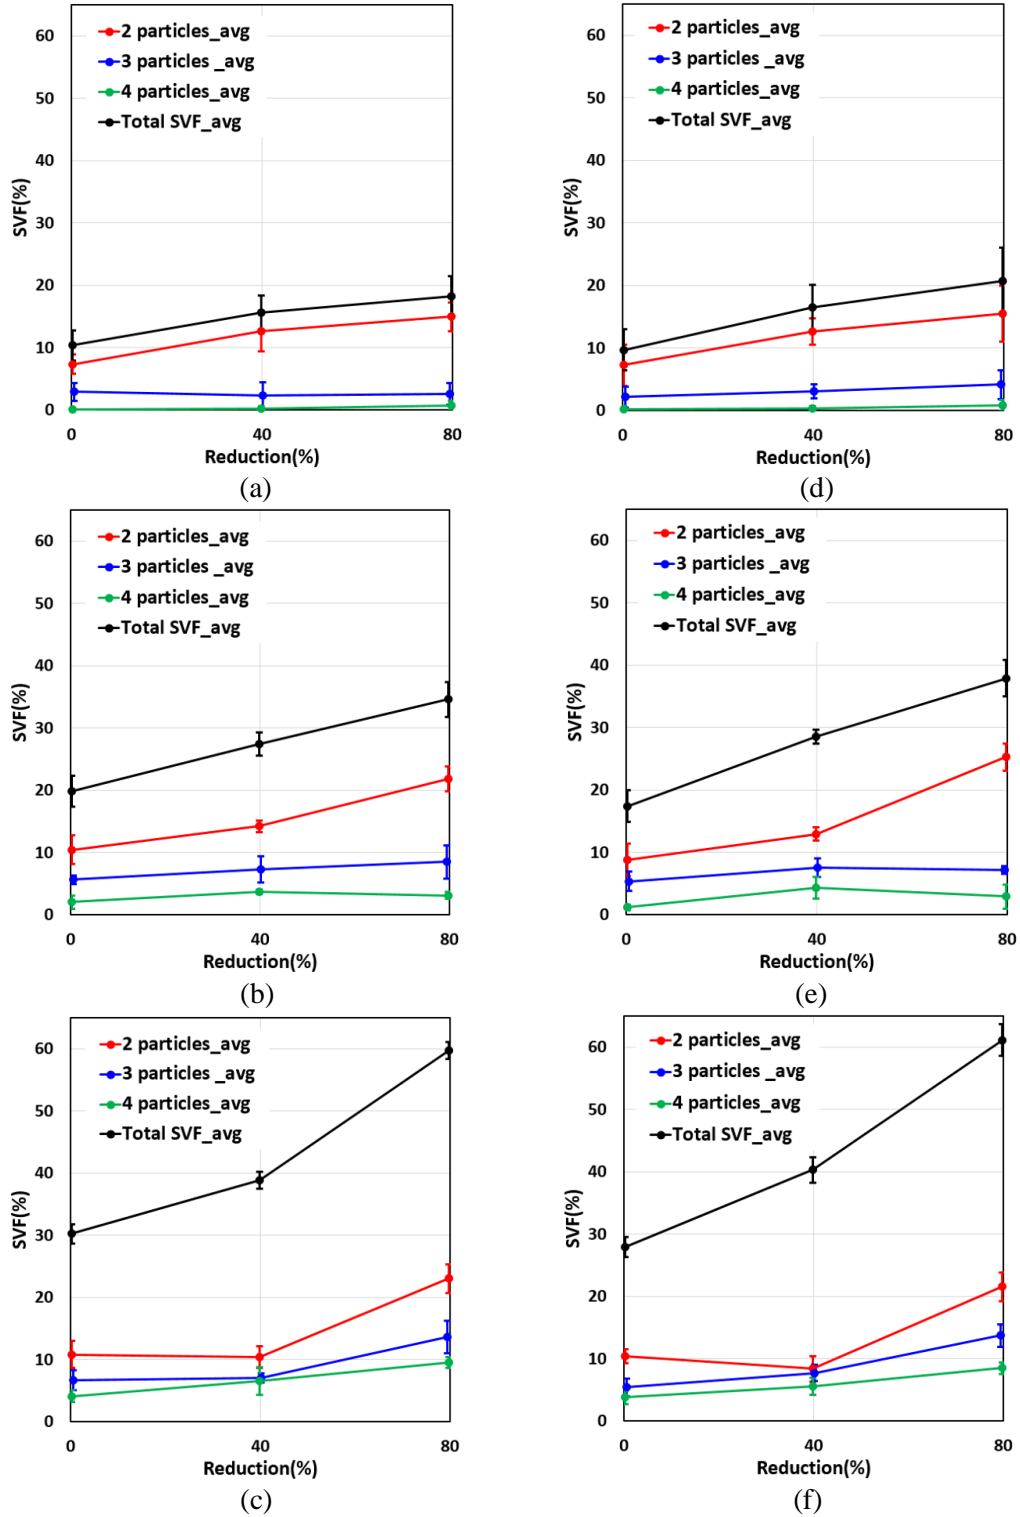 60
50
40
30
20
10
0
SVF(%)
2 particles_avg
3 particles _avg
4 particles_avg
Total SVF_avg
0 40 80
Reduction(%)
(a)
60
50
40
30
20
10
0
SVF(%)
2 particles_avg
3 particles _avg
4 particles_avg
Total SVF_avg
0 40 80
Reduction(%)
(d)
60
50
40
30
20
10
0
SVF(%)
2 particles_avg
3 particles _avg
4 particles_avg
Total SVF_avg
0 40 80
Reduction(%)
(b)
60
50
40
30
20
10
0
SVF(%)
2 particles_avg
3 particles _avg
4 particles_avg
Total SVF_avg
0 40 80
Reduction(%)
(e)
60
50
40
30
20
10
0
SVF(%)
2 particles_avg
3 particles _avg
4 particles_avg
Total SVF_avg
0 40 80
Reduction(%)
(c)
60
50
40
30
20
10
0
SVF(%)
2 particles_avg
3 particles _avg
4 particles_avg
Total SVF_avg
0 40 80
Reduction(%)
(f)